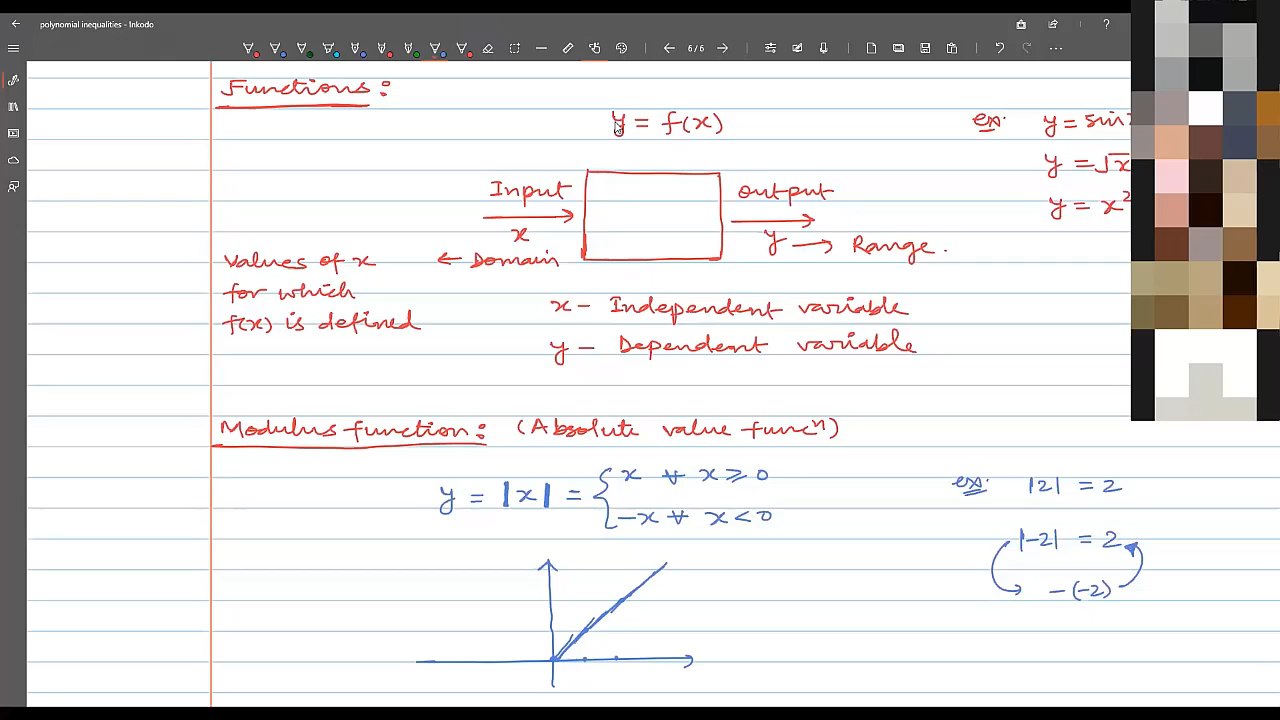 polynomial inequalities - Inkodo
6/6
Functions :
y = f(x)
ex: y = sin
y = √x
y = x²
Input
output
x
y → Range.
values of x ← Domain
for which
f(x) is defined
x - Independent variable
y - Dependent variable
Modulus function: (Absolute value funcⁿ)
y = |x| = { x ∀ x ≥ 0
-x ∀ x < 0
ex: |2| = 2
|-2| = 2
-(-2)